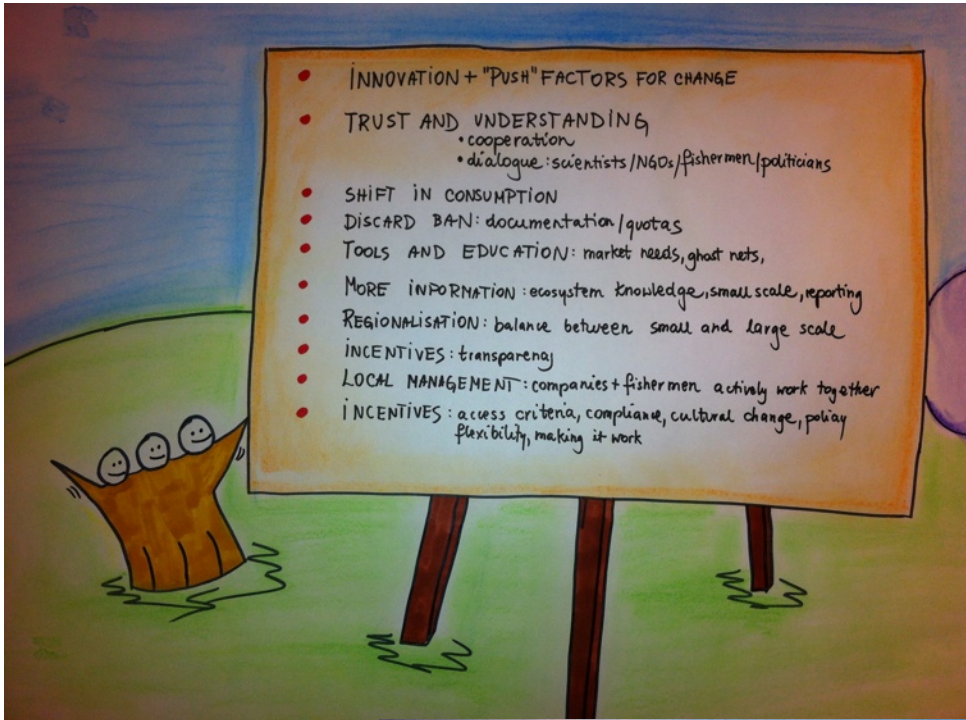 • INNOVATION + "PUSH" FACTORS FOR CHANGE
• TRUST AND UNDERSTANDING
• cooperation
• dialogue: scientists/NGOs/fishermen/politicians
• SHIFT IN CONSUMPTION
• DISCARD BAN: documentation/quotas
• TOOLS AND EDUCATION: market needs, ghost nets,
• MORE INFORMATION: ecosystem knowledge, small scale, reporting
• REGIONALISATION: balance between small and large scale
• INCENTIVES: transparency
• LOCAL MANAGEMENT: companies + fishermen actively work together
• INCENTIVES: access criteria, compliance, cultural change, policy
flexibility, making it work